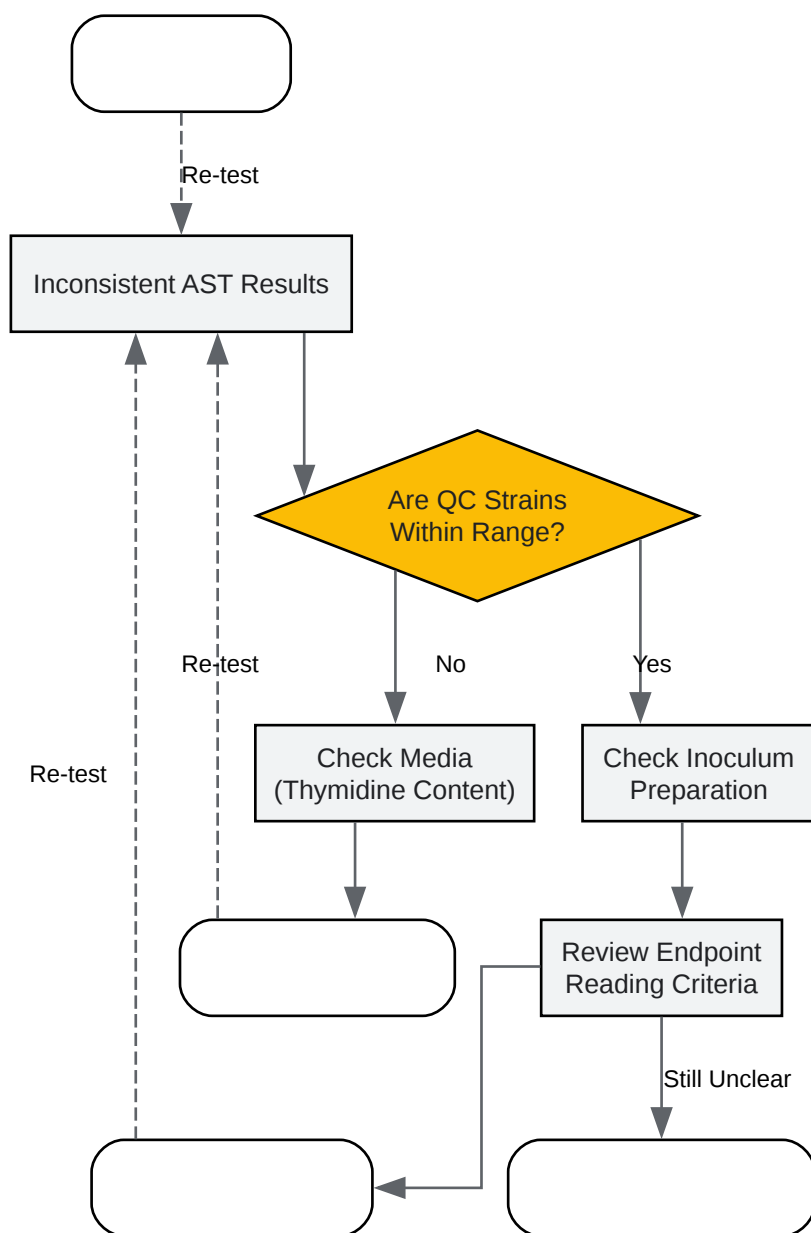 Re-test
Inconsistent AST Results
Are QC Strains
Within Range?
Re-test
No
Yes
Check Media
(Thymidine Content)
Check Inoculum
Preparation
Re-test
Review Endpoint
Reading Criteria
Still Unclear